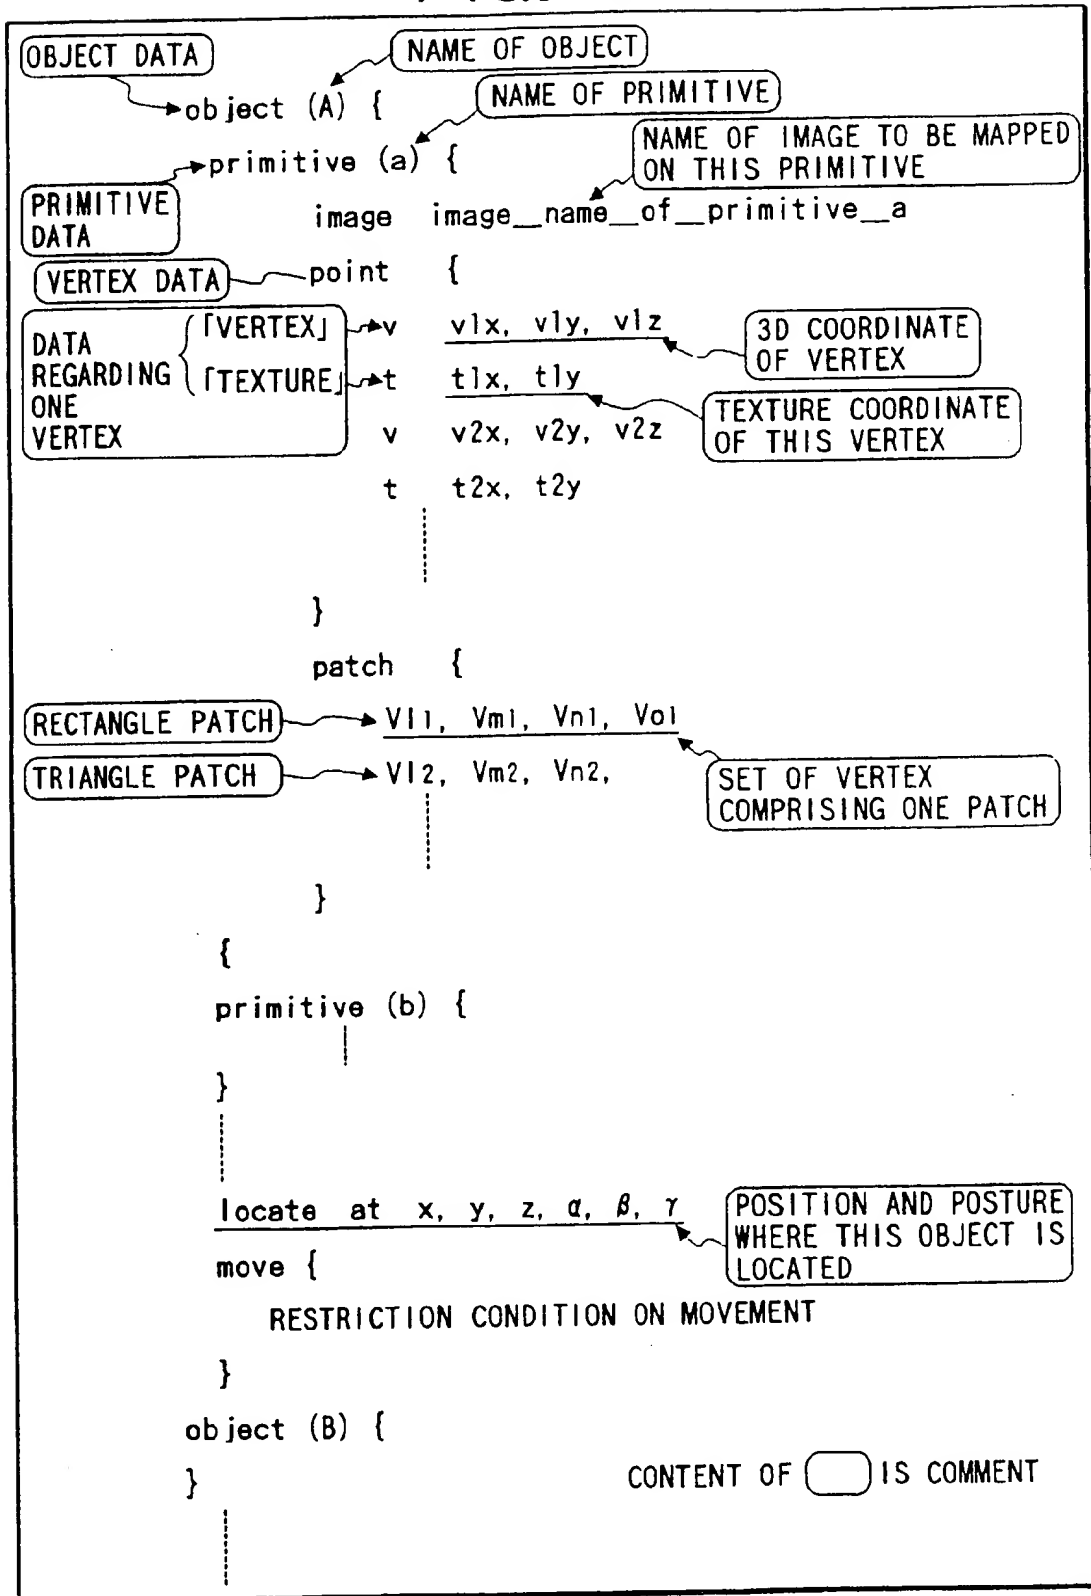 OBJECT DATA
NAME OF OBJECT
object (A) {
NAME OF PRIMITIVE
primitive (a) {
NAME OF IMAGE TO BE MAPPED
ON THIS PRIMITIVE
PRIMITIVE
DATA
image image__name__of__primitive__a
VERTEX DATA
point {
DATA
REGARDING
ONE
VERTEX
「VERTEX」
「TEXTURE」
v v1x, v1y, v1z
3D COORDINATE
OF VERTEX
t t1x, t1y
TEXTURE COORDINATE
OF THIS VERTEX
v v2x, v2y, v2z
t t2x, t2y
}
patch {
RECTANGLE PATCH
Vl1, Vm1, Vn1, Vo1
TRIANGLE PATCH
Vl2, Vm2, Vn2,
SET OF VERTEX
COMPRISING ONE PATCH
}
{
primitive (b) {
}
locate at x, y, z, α, β, γ
POSITION AND POSTURE
WHERE THIS OBJECT IS
LOCATED
move {
RESTRICTION CONDITION ON MOVEMENT
}
object (B) {
}
CONTENT OF IS COMMENT